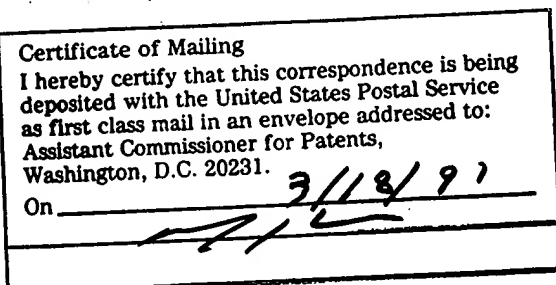 Certificate of Mailing
I hereby certify that this correspondence is being
deposited with the United States Postal Service
as first class mail in an envelope addressed to:
Assistant Commissioner for Patents,
Washington, D.C. 20231.
On 3/18/97